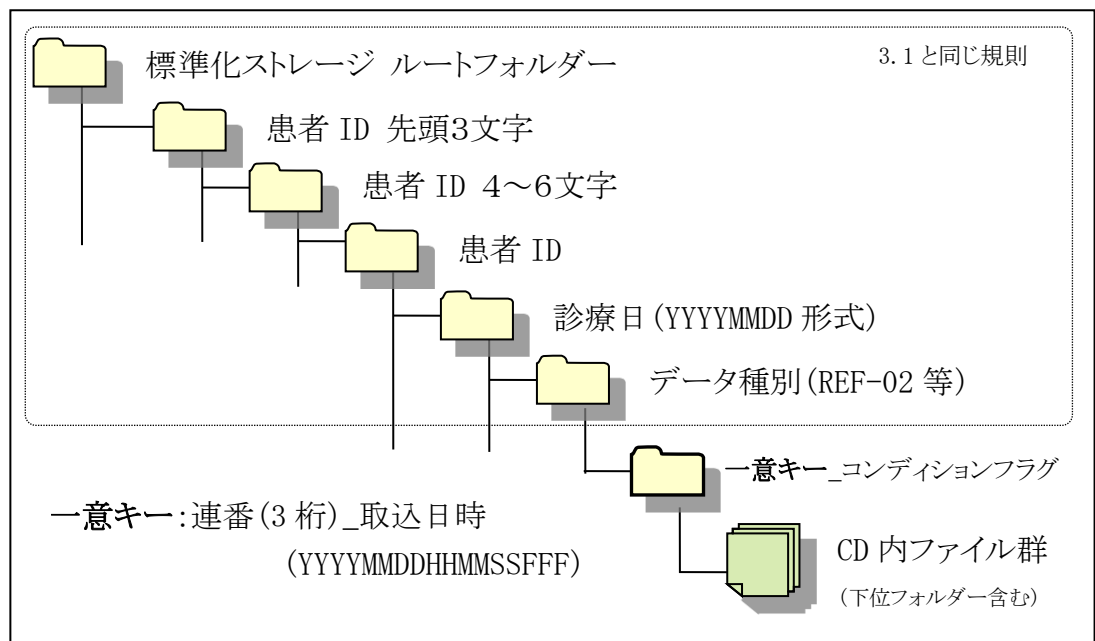 標準化ストレージ ルートフォルダー
3.1と同じ規則
患者 ID 先頭3文字
患者 ID 4～6文字
患者 ID
診療日(YYYYMMDD 形式)
データ種別(REF-02 等)
一意キー_コンディションフラグ
一意キー:連番(3 桁)_取込日時
(YYYYMMDDHHMMSSFFF)
CD 内ファイル群
(下位フォルダー含む)